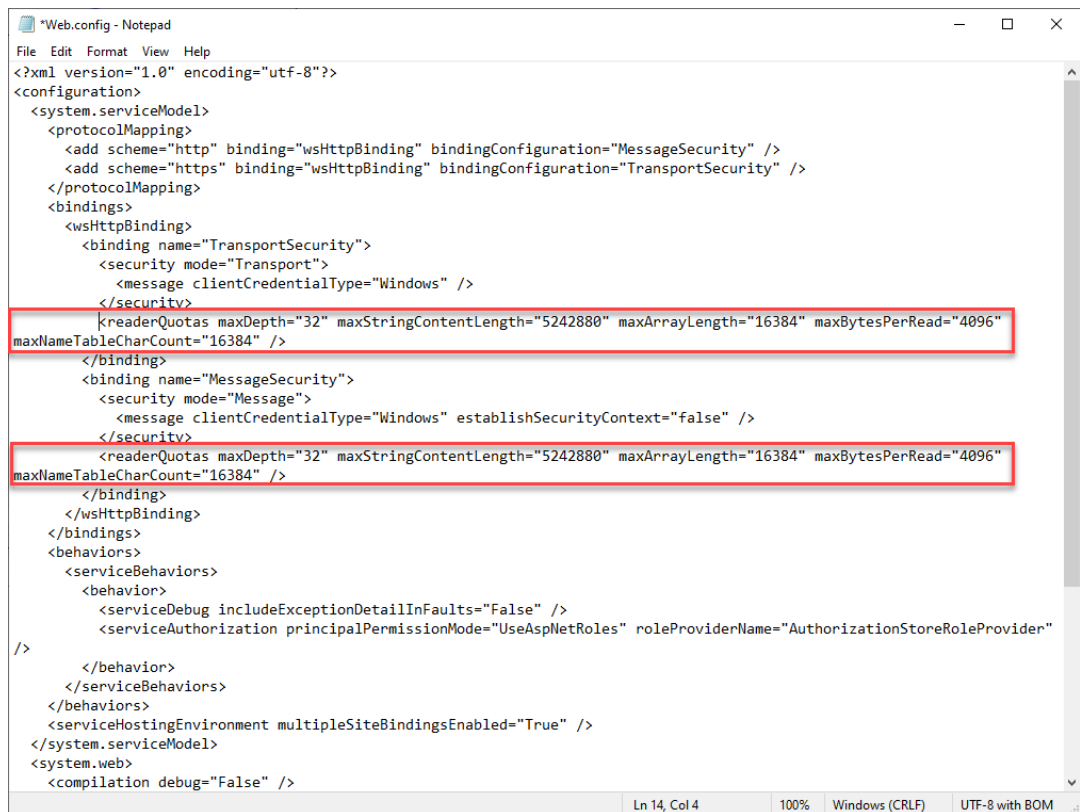 *Web.config - Notepad
File Edit Format View Help
<?xml version="1.0" encoding="utf-8"?>
<configuration>
  <system.serviceModel>
    <protocolMapping>
      <add scheme="http" binding="wsHttpBinding" bindingConfiguration="MessageSecurity" />
      <add scheme="https" binding="wsHttpBinding" bindingConfiguration="TransportSecurity" />
    </protocolMapping>
    <bindings>
      <wsHttpBinding>
        <binding name="TransportSecurity">
          <security mode="Transport">
            <message clientCredentialType="Windows" />
          </security>
          <readerQuotas maxDepth="32" maxStringContentLength="5242880" maxArrayLength="16384" maxBytesPerRead="4096"
maxNameTableCharCount="16384" />
        </binding>
        <binding name="MessageSecurity">
          <security mode="Message">
            <message clientCredentialType="Windows" establishSecurityContext="false" />
          </security>
          <readerQuotas maxDepth="32" maxStringContentLength="5242880" maxArrayLength="16384" maxBytesPerRead="4096"
maxNameTableCharCount="16384" />
        </binding>
      </wsHttpBinding>
    </bindings>
    <behaviors>
      <serviceBehaviors>
        <behavior>
          <serviceDebug includeExceptionDetailInFaults="False" />
          <serviceAuthorization principalPermissionMode="UseAspNetRoles" roleProviderName="AuthorizationStoreRoleProvider"
/>
        </behavior>
      </serviceBehaviors>
    </behaviors>
    <serviceHostingEnvironment multipleSiteBindingsEnabled="True" />
  </system.serviceModel>
  <system.web>
    <compilation debug="False" />
Ln 14, Col 4 100% Windows (CRLF) UTF-8 with BOM